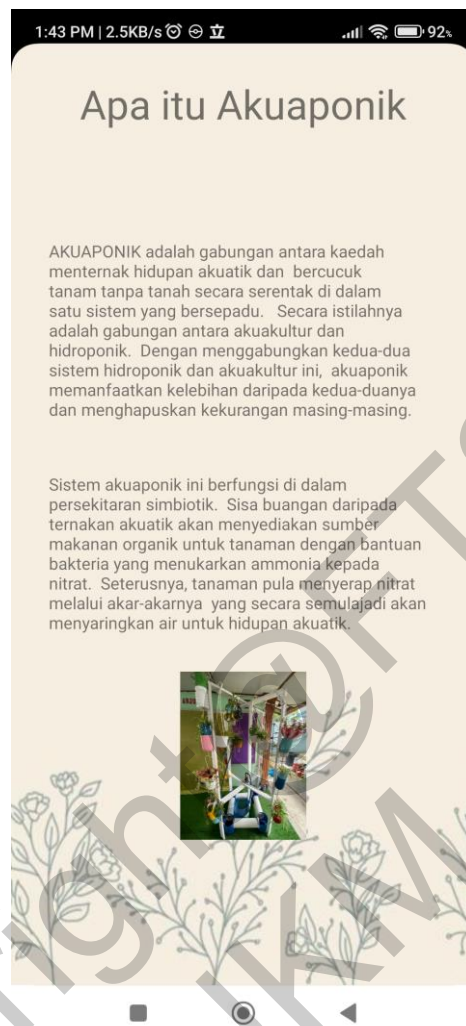 1:43 PM | 2.5KB/s 92%
Apa itu Akuaponik
AKUAPONIK adalah gabungan antara kaedah
menternak hidupan akuatik dan bercucuk
tanam tanpa tanah secara serentak di dalam
satu sistem yang bersepadu. Secara istilahnya
adalah gabungan antara akuakultur dan
hidroponik. Dengan menggabungkan kedua-dua
sistem hidroponik dan akuakultur ini, akuaponik
memanfaatkan kelebihan daripada kedua-duanya
dan menghapuskan kekurangan masing-masing.
Sistem akuaponik ini berfungsi di dalam
persekitaran simbiotik. Sisa buangan daripada
ternakan akuatik akan menyediakan sumber
makanan organik untuk tanaman dengan bantuan
bakteria yang menukarkan ammonia kepada
nitrat. Seterusnya, tanaman pula menyerap nitrat
melalui akar-akarnya yang secara semulajadi akan
menyaringkan air untuk hidupan akuatik.